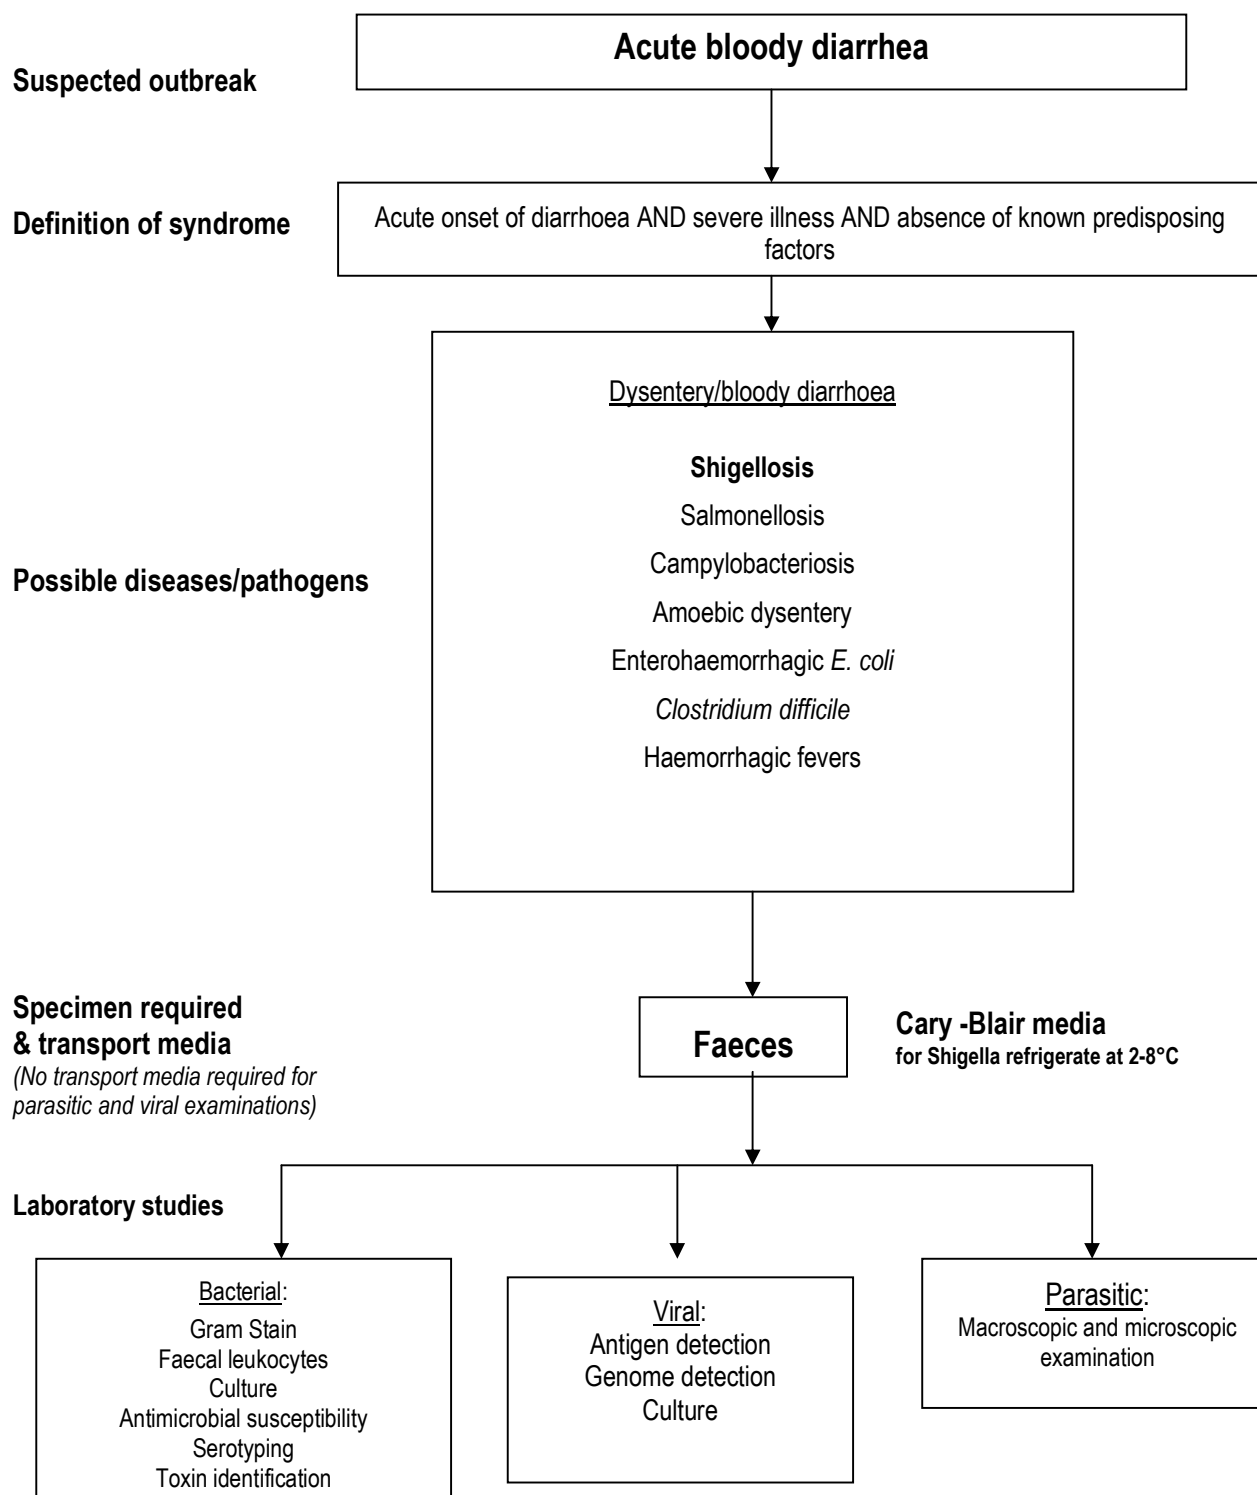 Acute bloody diarrhea
Suspected outbreak
Definition of syndrome
Acute onset of diarrhoea AND severe illness AND absence of known predisposing
factors
Dysentery/bloody diarrhoea
Shigellosis
Salmonellosis
Campylobacteriosis
Possible diseases/pathogens
Amoebic dysentery
Enterohaemorrhagic E. coli
Clostridium difficile
Haemorrhagic fevers
Specimen required
& transport media
(No transport media required for
parasitic and viral examinations)
Faeces
Cary -Blair media
for Shigella refrigerate at 2-8°C
Laboratory studies
Bacterial:
Gram Stain
Faecal leukocytes
Culture
Antimicrobial susceptibility
Serotyping
Toxin identification
Viral:
Antigen detection
Genome detection
Culture
Parasitic:
Macroscopic and microscopic
examination